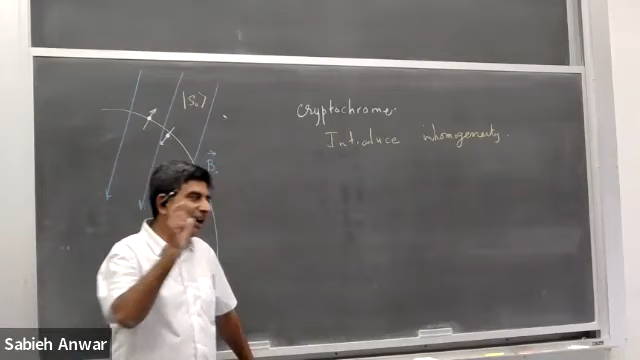 |S₀⟩
cryptochrome.
Introduce inhomogeneity.
B
Sabieh Anwar